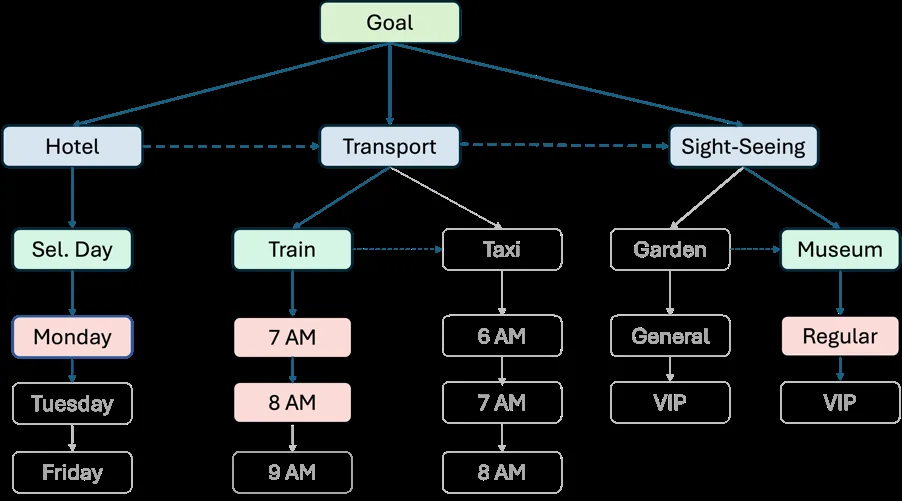 Goal
Hotel
Transport
Sight-Seeing
Sel. Day
Train
Taxi
Garden
Museum
Monday
7 AM
6 AM
General
Regular
Tuesday
8 AM
7 AM
VIP
VIP
Friday
9 AM
8 AM